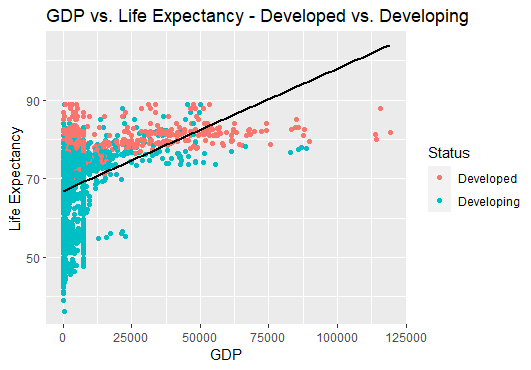 GDP vs. Life Expectancy - Developed vs. Developing
Life Expectancy
90
70
50
0
25000
50000
75000
100000
125000
GDP
Status
Developed
Developing